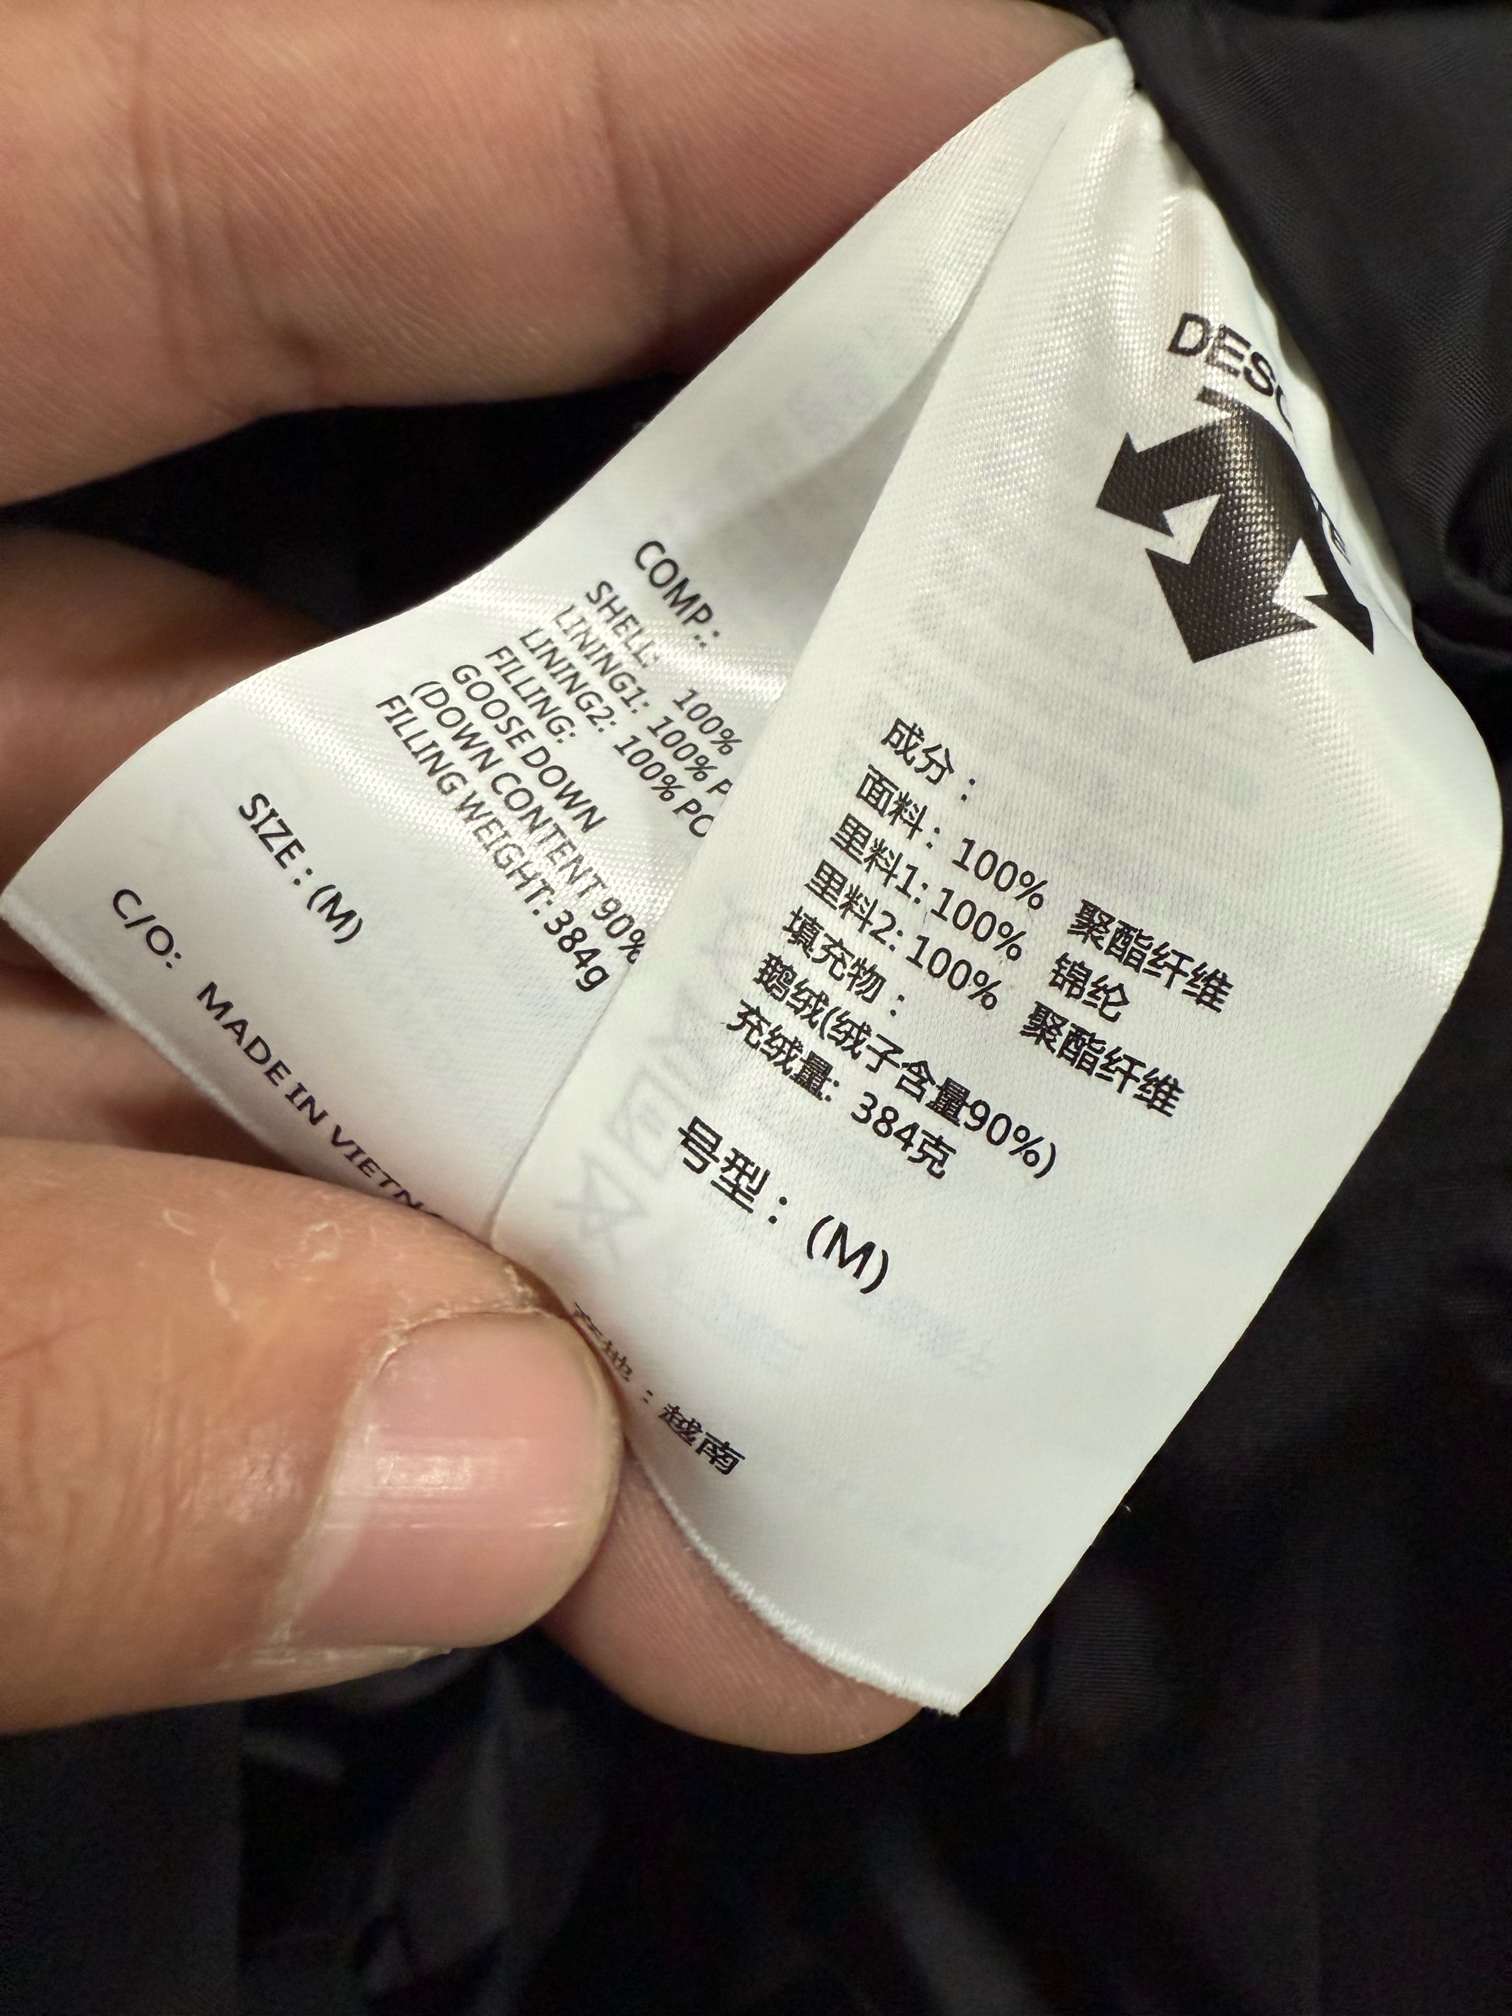 COMP.:
SHELL: 100%
LINING1: 100%
LINING2: 100%
FILLING:
GOOSE DOWN
(DOWN CONTENT 90%
FILLING WEIGHT: 384g
SIZE : (M)
C/O: MADE IN
成分：
面料：100% 聚酯纤维
里料1: 100% 锦纶
里料2: 100% 聚酯纤维
填充物：
鹅绒(绒子含量90%)
充绒量: 384克
号型：(M)
产地：越南